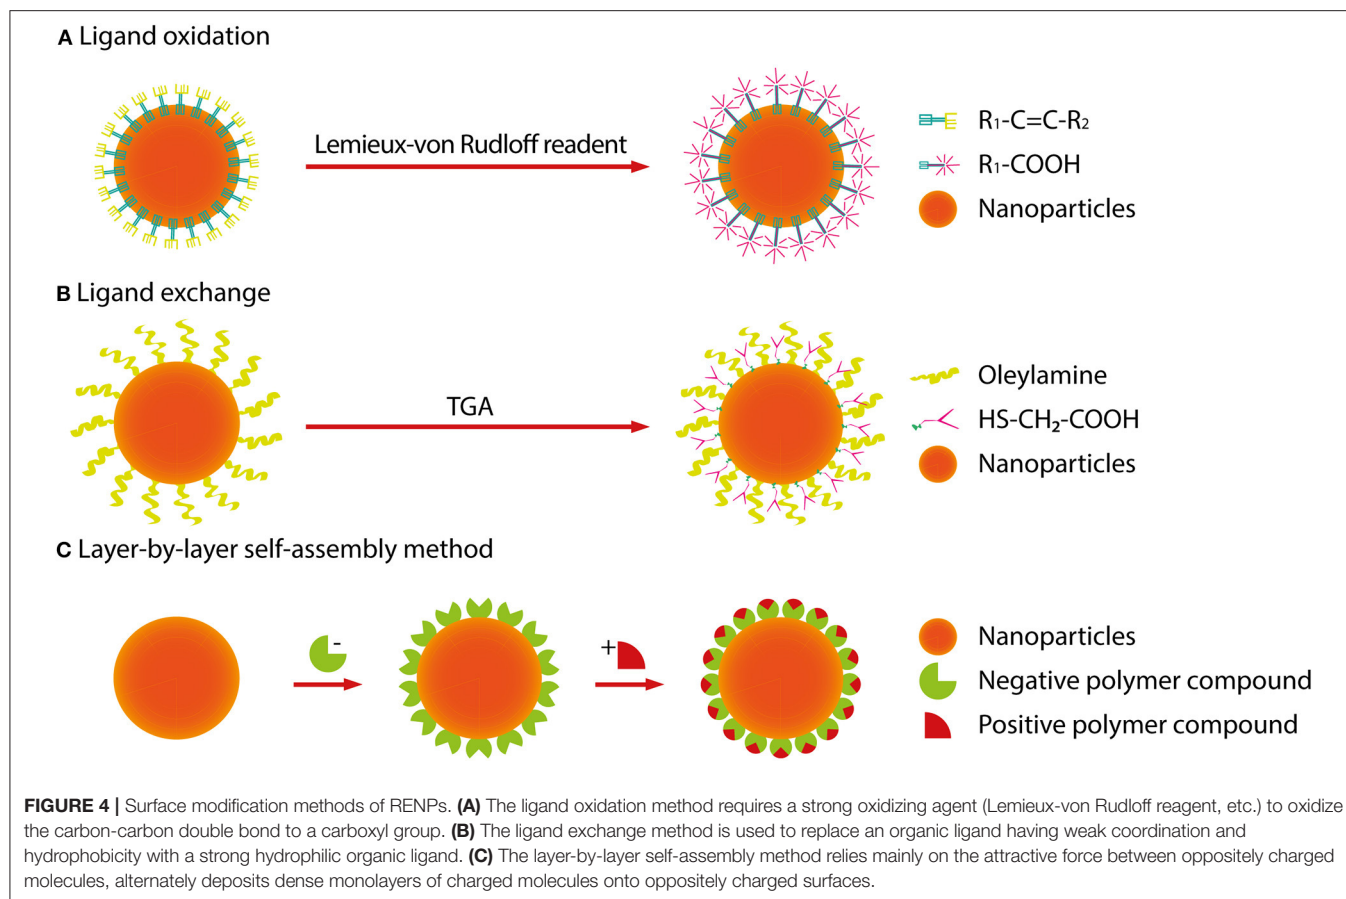 A Ligand oxidation
Lemieux-von Rudloff readent
R₁-C=C-R₂
R₁-COOH
Nanoparticles
B Ligand exchange
TGA
Oleylamine
HS-CH₂-COOH
Nanoparticles
C Layer-by-layer self-assembly method
-
+
Nanoparticles
Negative polymer compound
Positive polymer compound
FIGURE 4 | Surface modification methods of RENPs. (A) The ligand oxidation method requires a strong oxidizing agent (Lemieux-von Rudloff reagent, etc.) to oxidize
the carbon-carbon double bond to a carboxyl group. (B) The ligand exchange method is used to replace an organic ligand having weak coordination and
hydrophobicity with a strong hydrophilic organic ligand. (C) The layer-by-layer self-assembly method relies mainly on the attractive force between oppositely charged
molecules, alternately deposits dense monolayers of charged molecules onto oppositely charged surfaces.